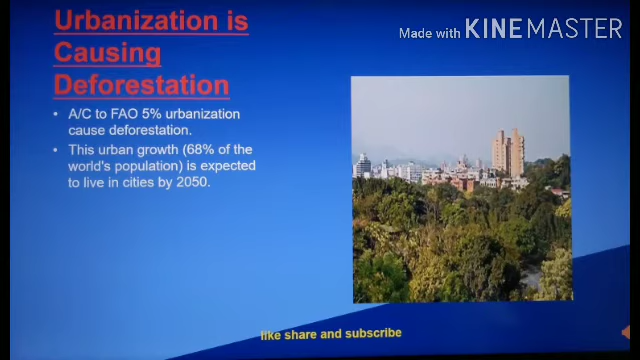 Urbanization is
Causing
Deforestation
Made with KINEMASTER
• A/C to FAO 5% urbanization
cause deforestation.
• This urban growth (68% of the
world's population) is expected
to live in cities by 2050.
like share and subscribe